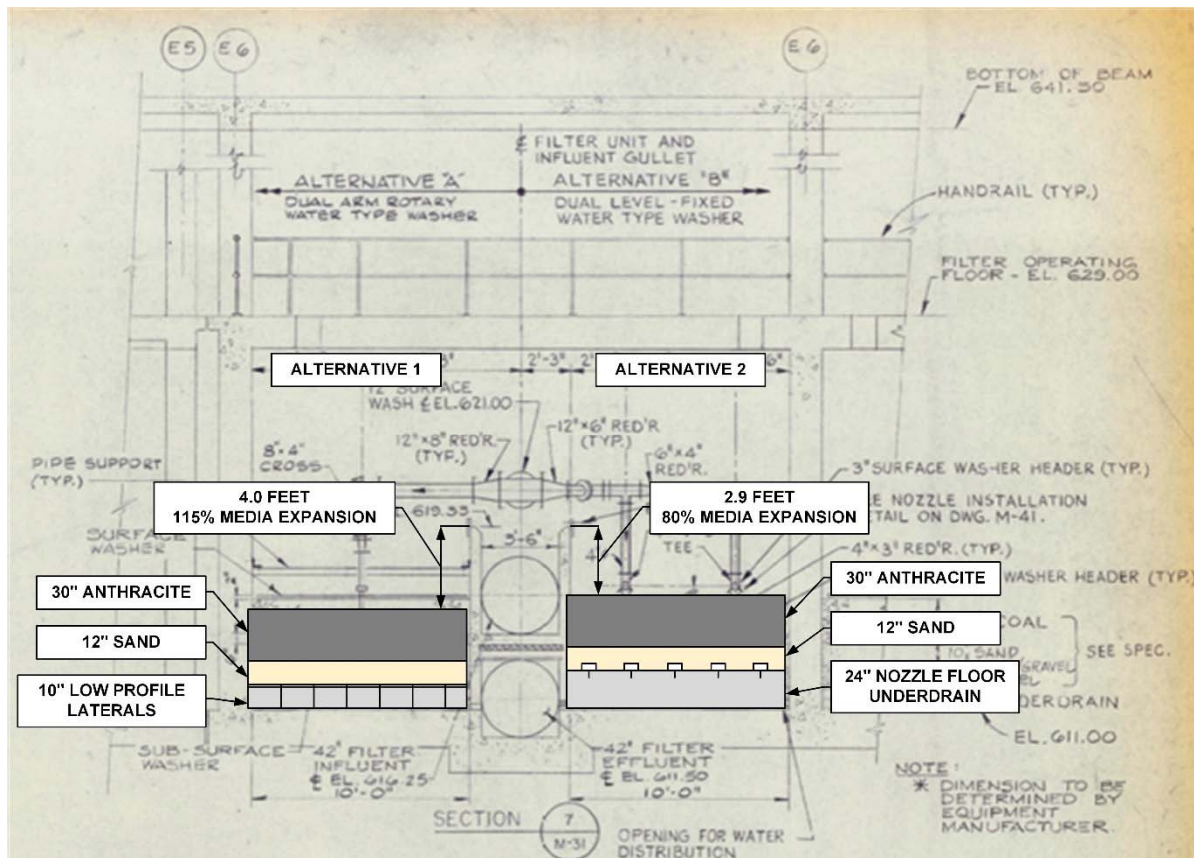 E5
E6
E6
BOTTOM OF BEAM
EL 641.50
℄ FILTER UNIT AND
INFLUENT GULLET
ALTERNATIVE "A"
DUAL ARM ROTARY
WATER TYPE WASHER
ALTERNATIVE "B"
DUAL LEVEL-FIXED
WATER TYPE WASHER
HANDRAIL (TYP.)
FILTER OPERATING
FLOOR - EL. 629.00
ALTERNATIVE 1
2'-3"
ALTERNATIVE 2
12" SURFACE
WASH ℄ EL.621.00
12"x6" RED'R.
(TYP.)
12"x8" RED'R.
(TYP.)
8"x4"
CROSS
6"x4"
RED'R.
PIPE SUPPORT
(TYP.)
3" SURFACE WASHER HEADER (TYP.)
4.0 FEET
115% MEDIA EXPANSION
619.33
2.9 FEET
80% MEDIA EXPANSION
NOZZLE INSTALLATION
DETAIL ON DWG. M-41.
SURFACE
WASHER
5'-6"
TEE
4"x3" RED'R. (TYP.)
WASHER HEADER (TYP.)
30" ANTHRACITE
30" ANTHRACITE
COAL
12" SAND
12" SAND
SAND
SEE SPEC.
GRAVEL
10" LOW PROFILE
LATERALS
24" NOZZLE FLOOR
UNDERDRAIN
DERDRAIN
EL. 611.00
SUB-SURFACE
WASHER
42" FILTER
INFLUENT
℄ EL. 616.25
42" FILTER
EFFLUENT
℄ EL. 611.50
10'-0"
10'-0"
NOTE:
* DIMENSION TO BE
DETERMINED BY
EQUIPMENT
MANUFACTURER.
SECTION
7
M-31
OPENING FOR WATER
DISTRIBUTION